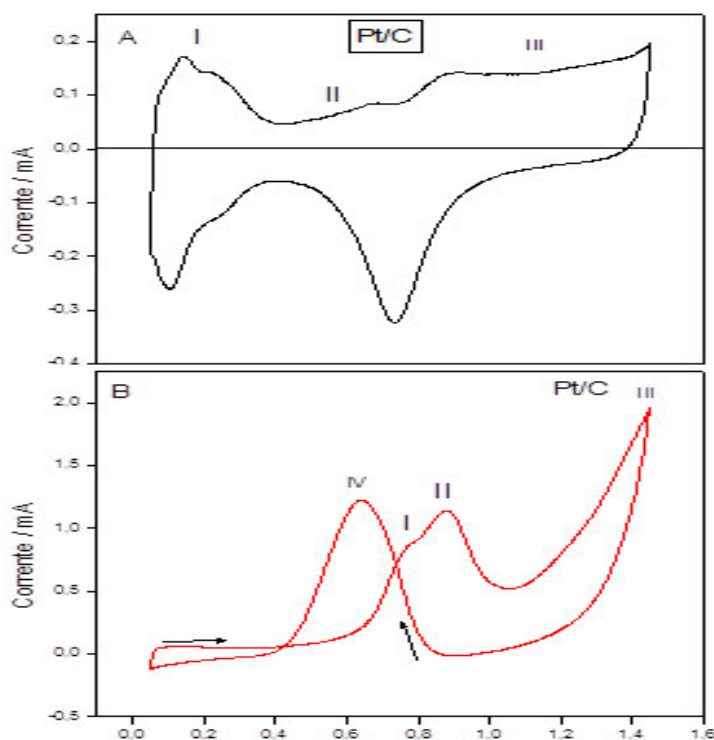 A
I
Pt/C
II
III
Corrente / mA
0.2
0.1
0.0
-0.1
-0.2
-0.3
-0.4
B
Pt/C
III
IV
I
II
Corrente / mA
2.0
1.5
1.0
0.5
0.0
-0.5
0,0 0,2 0,4 0,6 0,8 1,0 1,2 1,4 1,6